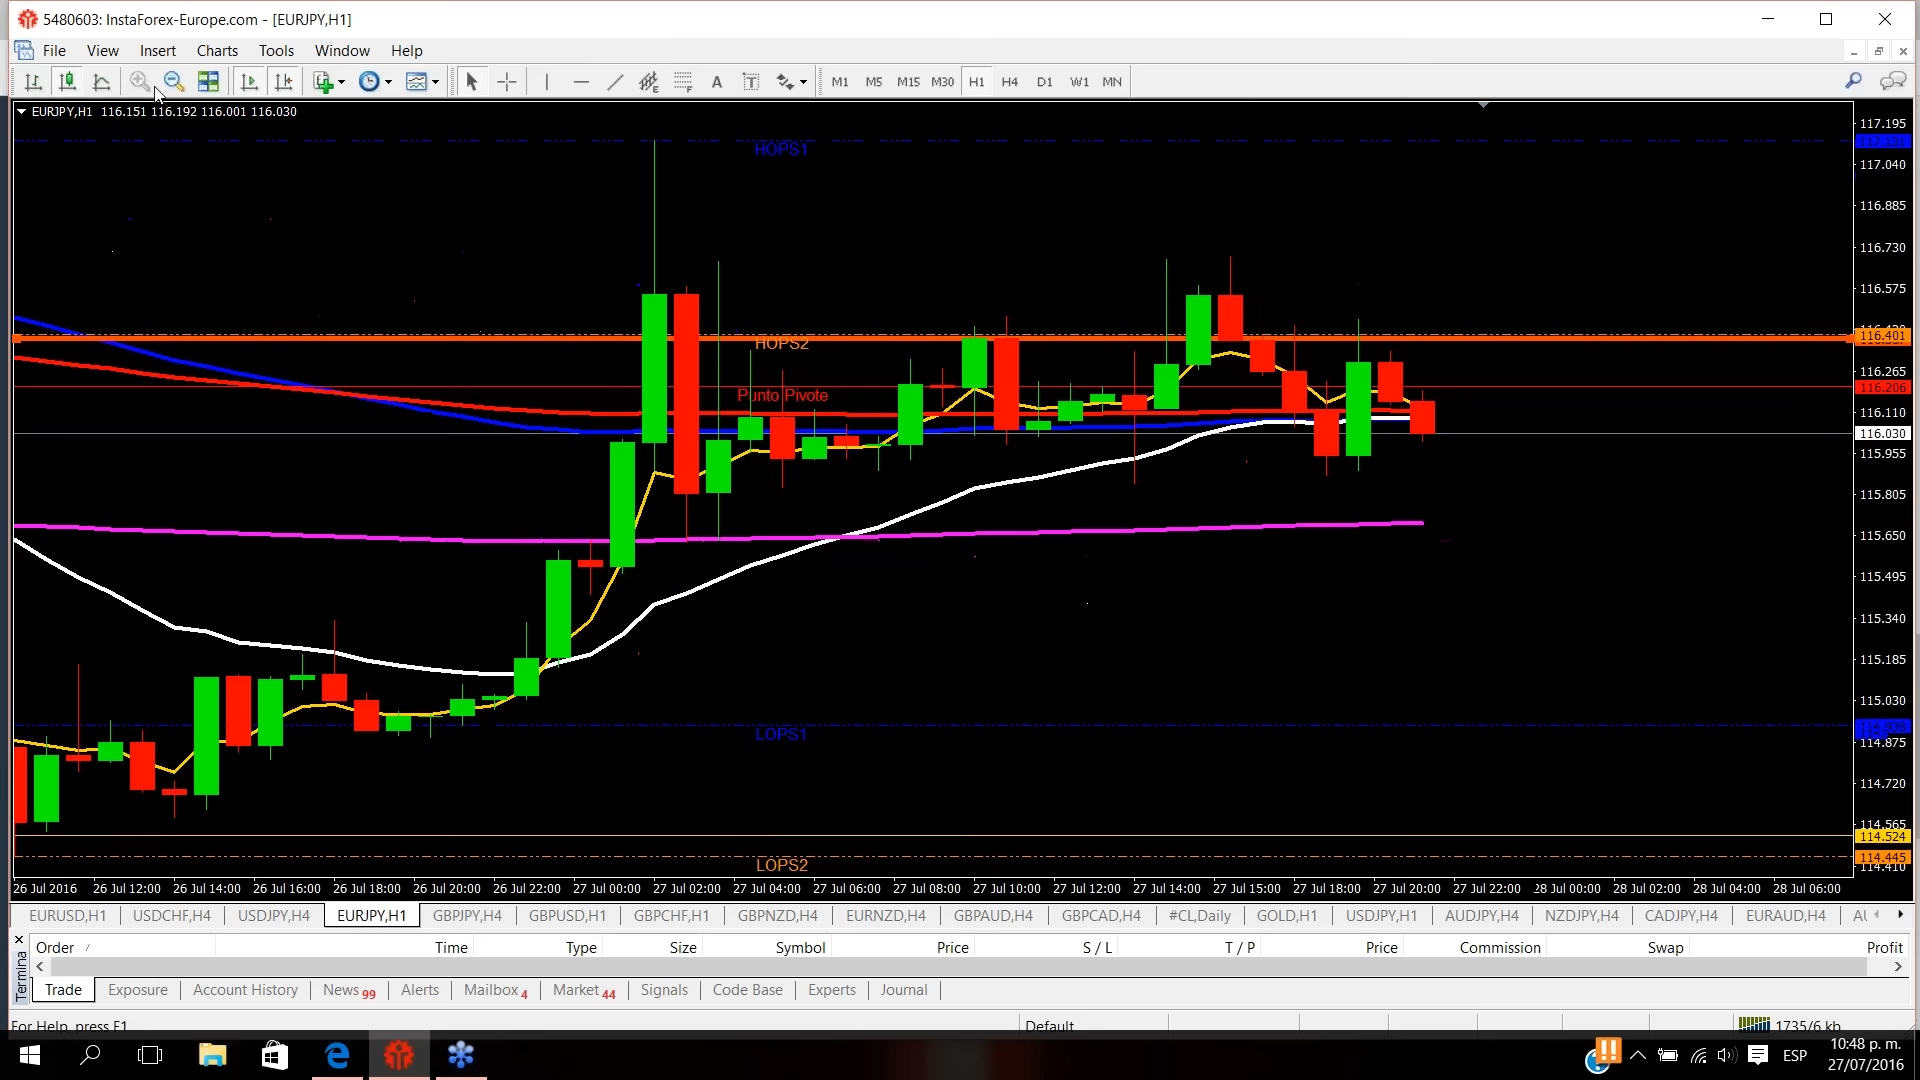 5480603: InstaForex-Europe.com - [EURJPY,H1]
File View Insert Charts Tools Window Help
A T M1 M5 M15 M30 H1 H4 D1 W1 MN
EURJPY,H1 116.151 116.192 116.001 116.030
117.195
HOPS1
117.131
117.040
116.885
116.730
116.575
HOPS2
116.401
116.265
Punto Pivote
116.206
116.110
116.030
115.955
115.805
115.650
115.495
115.340
115.185
115.030
LOPS1
114.875
114.720
114.565
114.524
LOPS2
114.445
114.410
26 Jul 2016 26 Jul 12:00 26 Jul 14:00 26 Jul 16:00 26 Jul 18:00 26 Jul 20:00 26 Jul 22:00 27 Jul 00:00 27 Jul 02:00 27 Jul 04:00 27 Jul 06:00 27 Jul 08:00 27 Jul 10:00 27 Jul 12:00 27 Jul 14:00 27 Jul 15:00 27 Jul 18:00 27 Jul 20:00 27 Jul 22:00 28 Jul 00:00 28 Jul 02:00 28 Jul 04:00 28 Jul 06:00
EURUSD,H1 USDCHF,H4 USDJPY,H4 EURJPY,H1 GBPJPY,H4 GBPUSD,H1 GBPCHF,H1 GBPNZD,H4 EURNZD,H4 GBPAUD,H4 GBPCAD,H4 #CL,Daily GOLD,H1 USDJPY,H1 AUDJPY,H4 NZDJPY,H4 CADJPY,H4 EURAUD,H4
Order / Time Type Size Symbol Price S / L T / P Price Commission Swap Profit
Termina
Trade Exposure Account History News 99 Alerts Mailbox 4 Market 44 Signals Code Base Experts Journal
For Help, press F1 Default 1735/6 kb
ESP 10:48 p. m.
27/07/2016